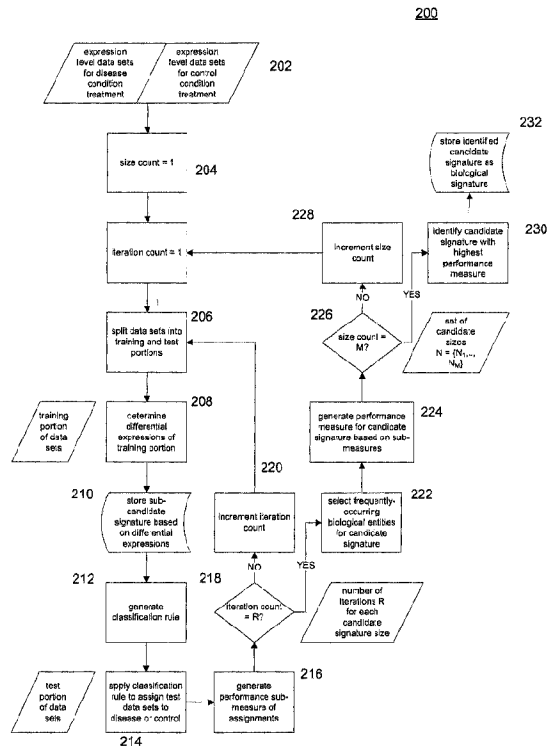 200
expression
level data sets
for disease
condition
treatment
expression
level data sets
for control
condition
treatment
202
size count = 1
204
iteration count = 1
206
split data sets into
training and test
portions
208
training
portion
of data
sets
determine
differential
expressions of
training portion
210
store sub-
candidate
signature based
on differential
expressions
212
generate
classification rule
test
portion
of data
sets
apply classification
rule to assign test
data sets to
disease or control
214
generate
performance sub-
measure of
assignments
216
218
iteration count
= R?
NO
YES
number of
iterations R
for each
candidate
signature size
220
increment iteration
count
select frequently-
occurring
biological entities
for candidate
signature
222
generate performance
measure for candidate
signature based on sub-
measures
224
226
size count =
M?
NO
YES
set of
candidate
sizes
N = {N1,..,
NM}
228
increment size
count
identify candidate
signature with
highest
performance
measure
230
232
store identified
candidate
signature as
biological
signature